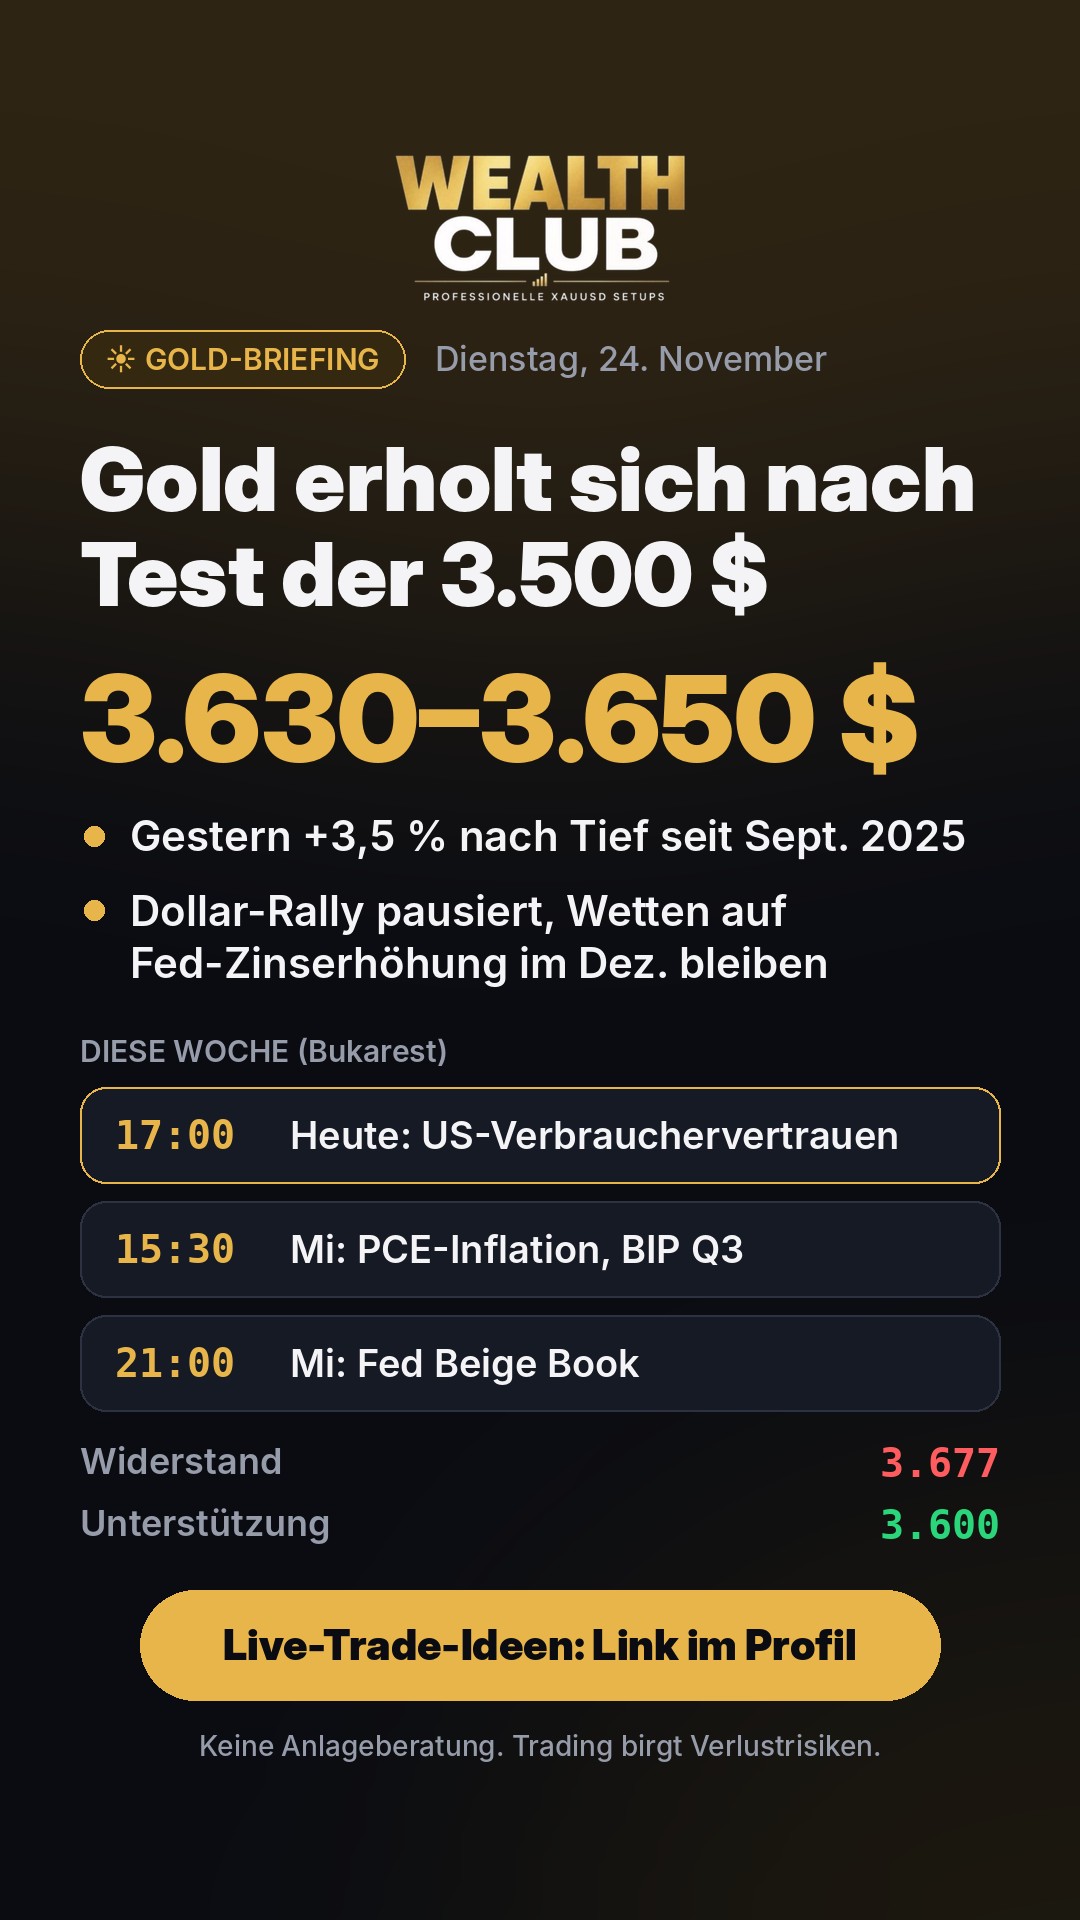 WEALTH
CLUB
PROFESSIONELLE XAUUSD SETUPS
GOLD-BRIEFING
Dienstag, 24. November
Gold erholt sich nach
Test der 3.500 $
3.630–3.650 $
Gestern +3,5 % nach Tief seit Sept. 2025
Dollar-Rally pausiert, Wetten auf
Fed-Zinserhöhung im Dez. bleiben
DIESE WOCHE (Bukarest)
17:00 Heute: US-Verbrauchervertrauen
15:30 Mi: PCE-Inflation, BIP Q3
21:00 Mi: Fed Beige Book
Widerstand 3.677
Unterstützung 3.600
Live-Trade-Ideen: Link im Profil
Keine Anlageberatung. Trading birgt Verlustrisiken.